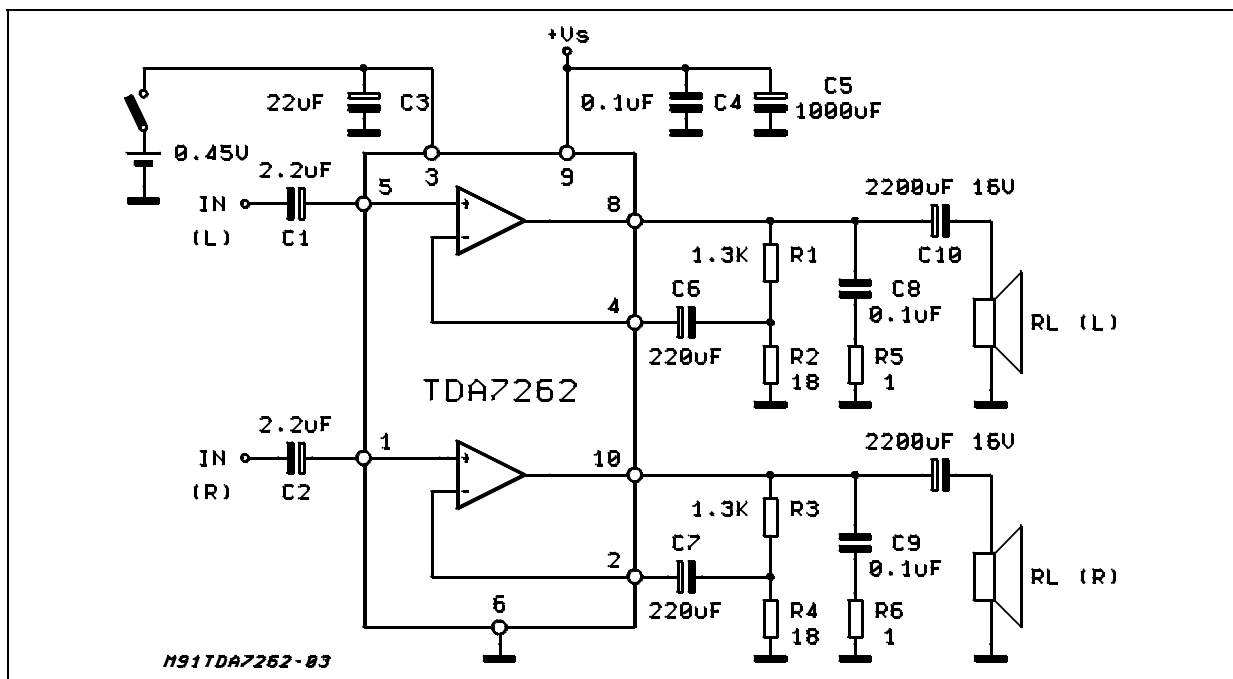 +Vs
22uF
C3
0.1uF
C4
C5
1000uF
0.45V
2.2uF
5
3
9
IN
(L)
C1
+
-
8
2200uF 16V
C10
1.3K
R1
C6
C8
0.1uF
4
220uF
R2
18
R5
1
RL (L)
TDA7262
2.2uF
1
IN
(R)
C2
+
-
10
2200uF 16V
1.3K
R3
C7
C9
0.1uF
2
220uF
R4
18
R6
1
RL (R)
6
M91TDA7262-03